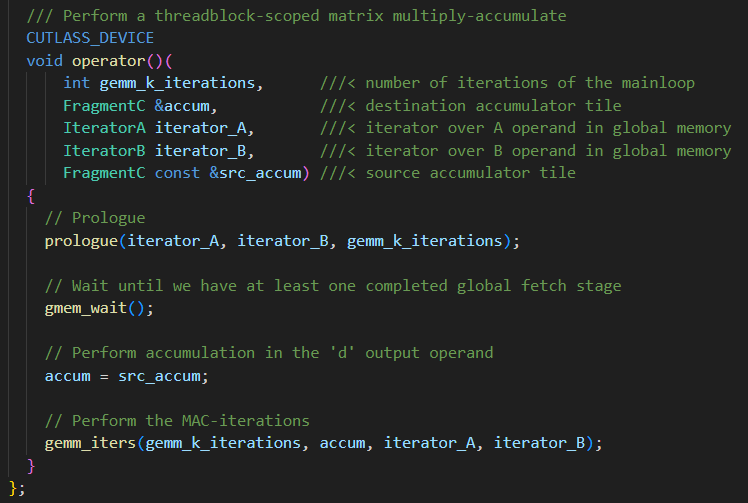 /// Perform a threadblock-scoped matrix multiply-accumulate
CUTLASS_DEVICE
void operator()(
int gemm_k_iterations, ///< number of iterations of the mainloop
FragmentC &accum, ///< destination accumulator tile
IteratorA iterator_A, ///< iterator over A operand in global memory
IteratorB iterator_B, ///< iterator over B operand in global memory
FragmentC const &src_accum) ///< source accumulator tile
{
// Prologue
prologue(iterator_A, iterator_B, gemm_k_iterations);
// Wait until we have at least one completed global fetch stage
gmem_wait();
// Perform accumulation in the 'd' output operand
accum = src_accum;
// Perform the MAC-iterations
gemm_iters(gemm_k_iterations, accum, iterator_A, iterator_B);
}
};